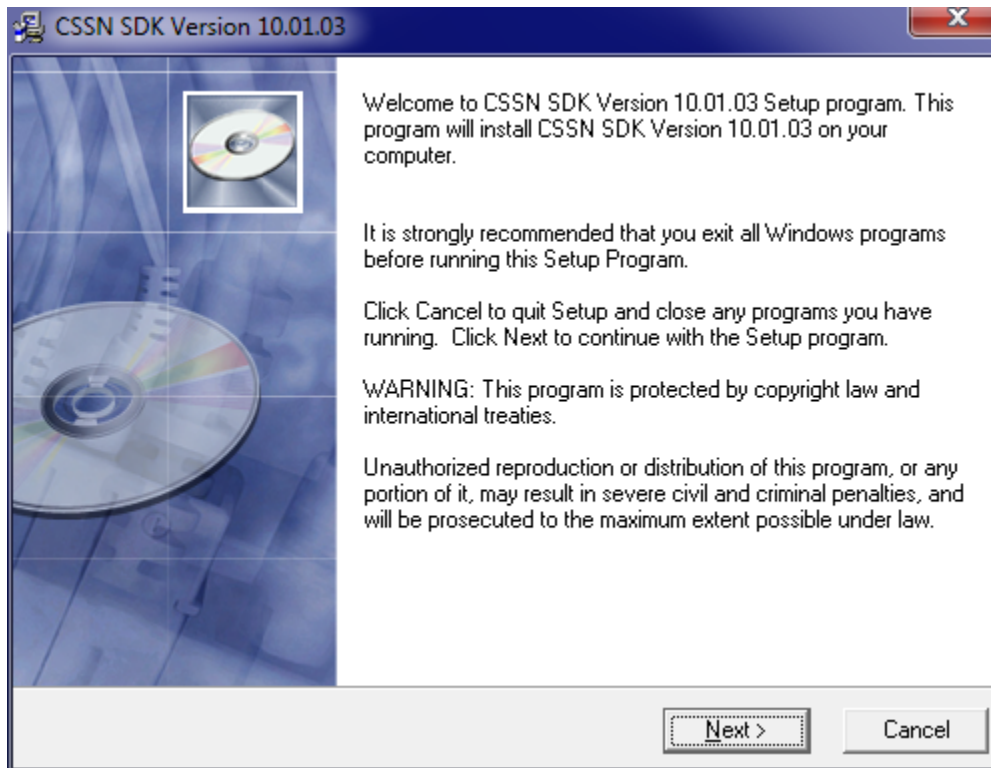 CSSN SDK Version 10.01.03
X
Welcome to CSSN SDK Version 10.01.03 Setup program. This
program will install CSSN SDK Version 10.01.03 on your
computer.
It is strongly recommended that you exit all Windows programs
before running this Setup Program.
Click Cancel to quit Setup and close any programs you have
running.  Click Next to continue with the Setup program.
WARNING: This program is protected by copyright law and
international treaties.
Unauthorized reproduction or distribution of this program, or any
portion of it, may result in severe civil and criminal penalties, and
will be prosecuted to the maximum extent possible under law.
Next >
Cancel